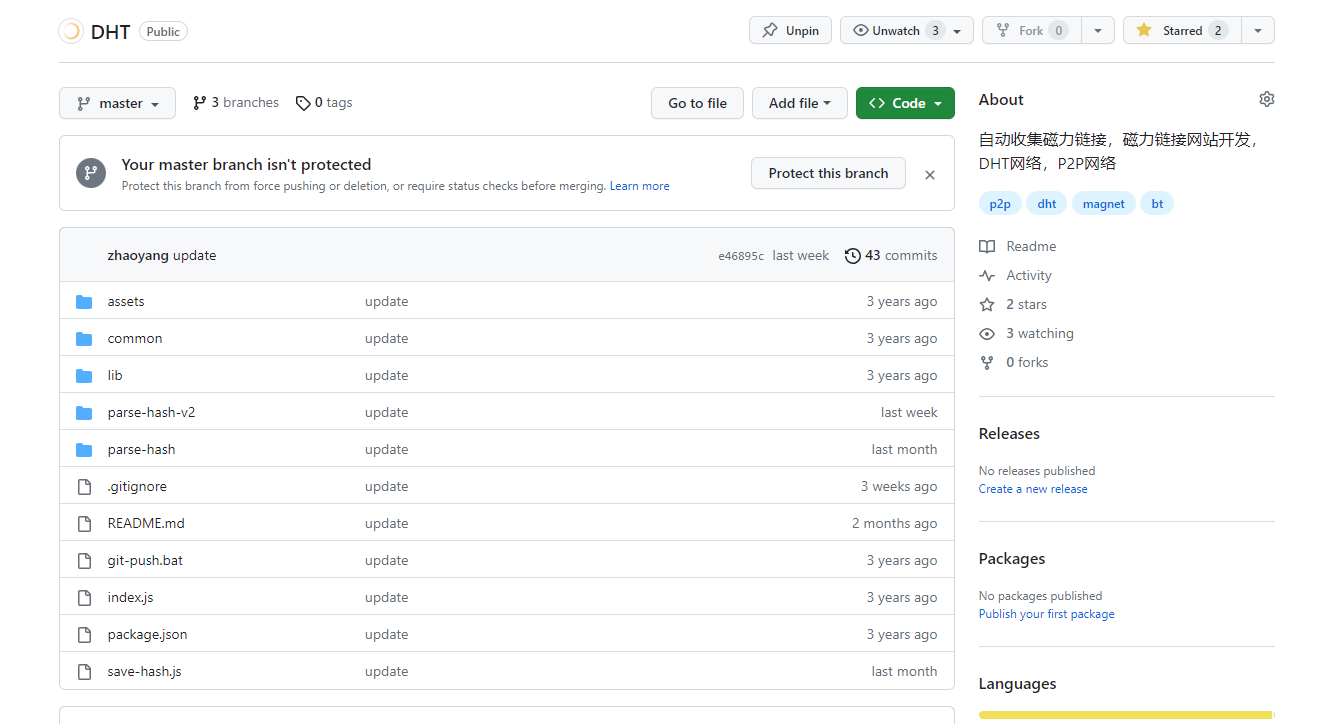 DHT Public Unpin Unwatch 3 Fork 0 Starred 2
master 3 branches 0 tags Go to file Add file Code
Your master branch isn't protected
Protect this branch from force pushing or deletion, or require status checks before merging. Learn more
Protect this branch
zhaoyang update e46895c last week 43 commits
assets update 3 years ago
common update 3 years ago
lib update 3 years ago
parse-hash-v2 update last week
parse-hash update last month
.gitignore update 3 weeks ago
README.md update 2 months ago
git-push.bat update 3 years ago
index.js update 3 years ago
package.json update 3 years ago
save-hash.js update last month
About
自动收集磁力链接，磁力链接网站开发，
DHT网络，P2P网络
p2p dht magnet bt
Readme
Activity
2 stars
3 watching
0 forks
Releases
No releases published
Create a new release
Packages
No packages published
Publish your first package
Languages